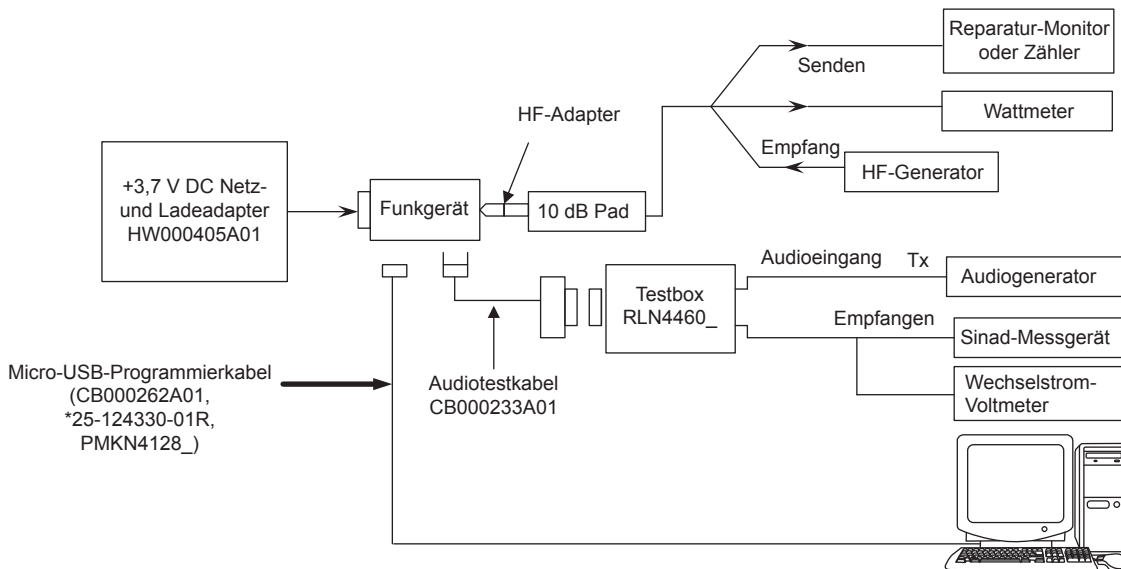 Reparatur-Monitor
oder Zähler
Senden
HF-Adapter
Wattmeter
Empfang
HF-Generator
+3,7 V DC Netz-
und Ladeadapter
HW000405A01
Funkgerät
10 dB Pad
Audioeingang
Tx
Audiogenerator
Testbox
RLN4460_
Empfangen
Sinad-Messgerät
Wechselstrom-
Voltmeter
Micro-USB-Programmierkabel
(CB000262A01,
*25-124330-01R,
PMKN4128_)
Audiotestkabel
CB000233A01